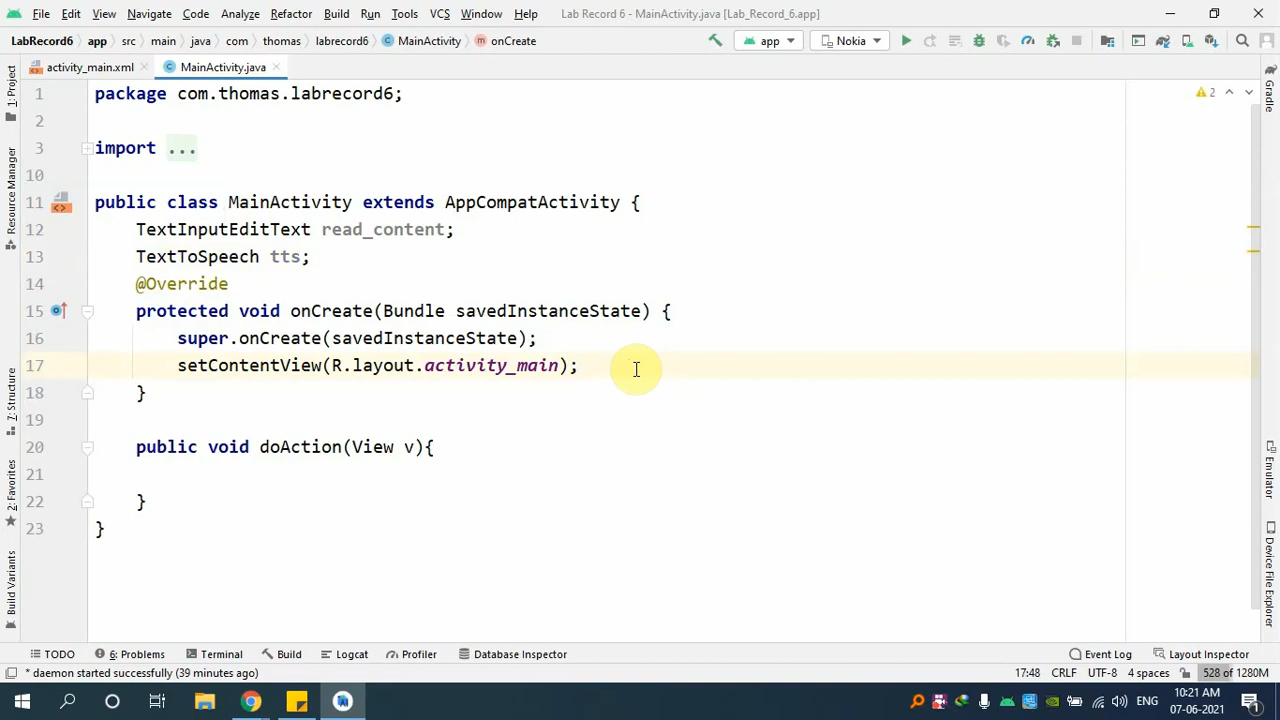 File Edit View Navigate Code Analyze Refactor Build Run Tools VCS Window Help Lab Record 6 - MainActivity.java [Lab_Record_6.app]
LabRecord6 app src main java com thomas labrecord6 MainActivity onCreate app Nokia
activity_main.xml MainActivity.java
1: Project
Resource Manager
7: Structure
2: Favorites
Build Variants
1 package com.thomas.labrecord6;
2
3 import ...
10
11 public class MainActivity extends AppCompatActivity {
12 TextInputEditText read_content;
13 TextToSpeech tts;
14 @Override
15 protected void onCreate(Bundle savedInstanceState) {
16 super.onCreate(savedInstanceState);
17 setContentView(R.layout.activity_main);
18 }
19
20 public void doAction(View v){
21
22 }
23 }
2
Gradle
Emulator
Device File Explorer
TODO 6: Problems Terminal Build Logcat Profiler Database Inspector Event Log Layout Inspector
* daemon started successfully (39 minutes ago) 17:48 CRLF UTF-8 4 spaces 528 of 1280M
ENG 10:21 AM
07-06-2021
1